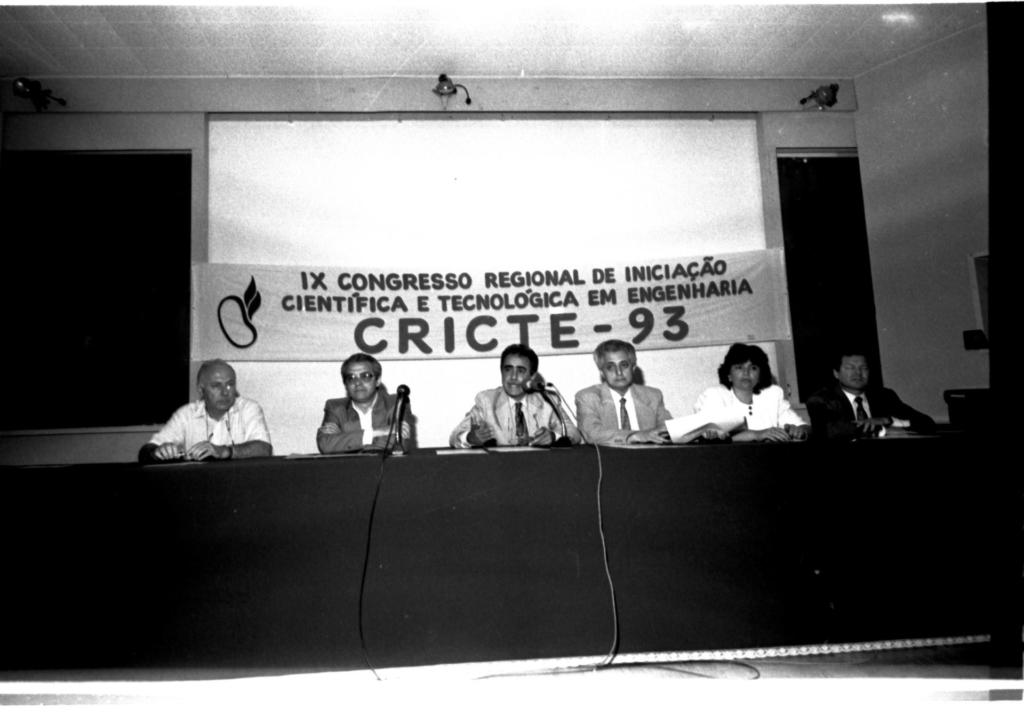 IX CONGRESSO REGIONAL DE INICIAÇÃO
CIENTÍFICA E TECNOLÓGICA EM ENGENHARIA
CRICTE - 93